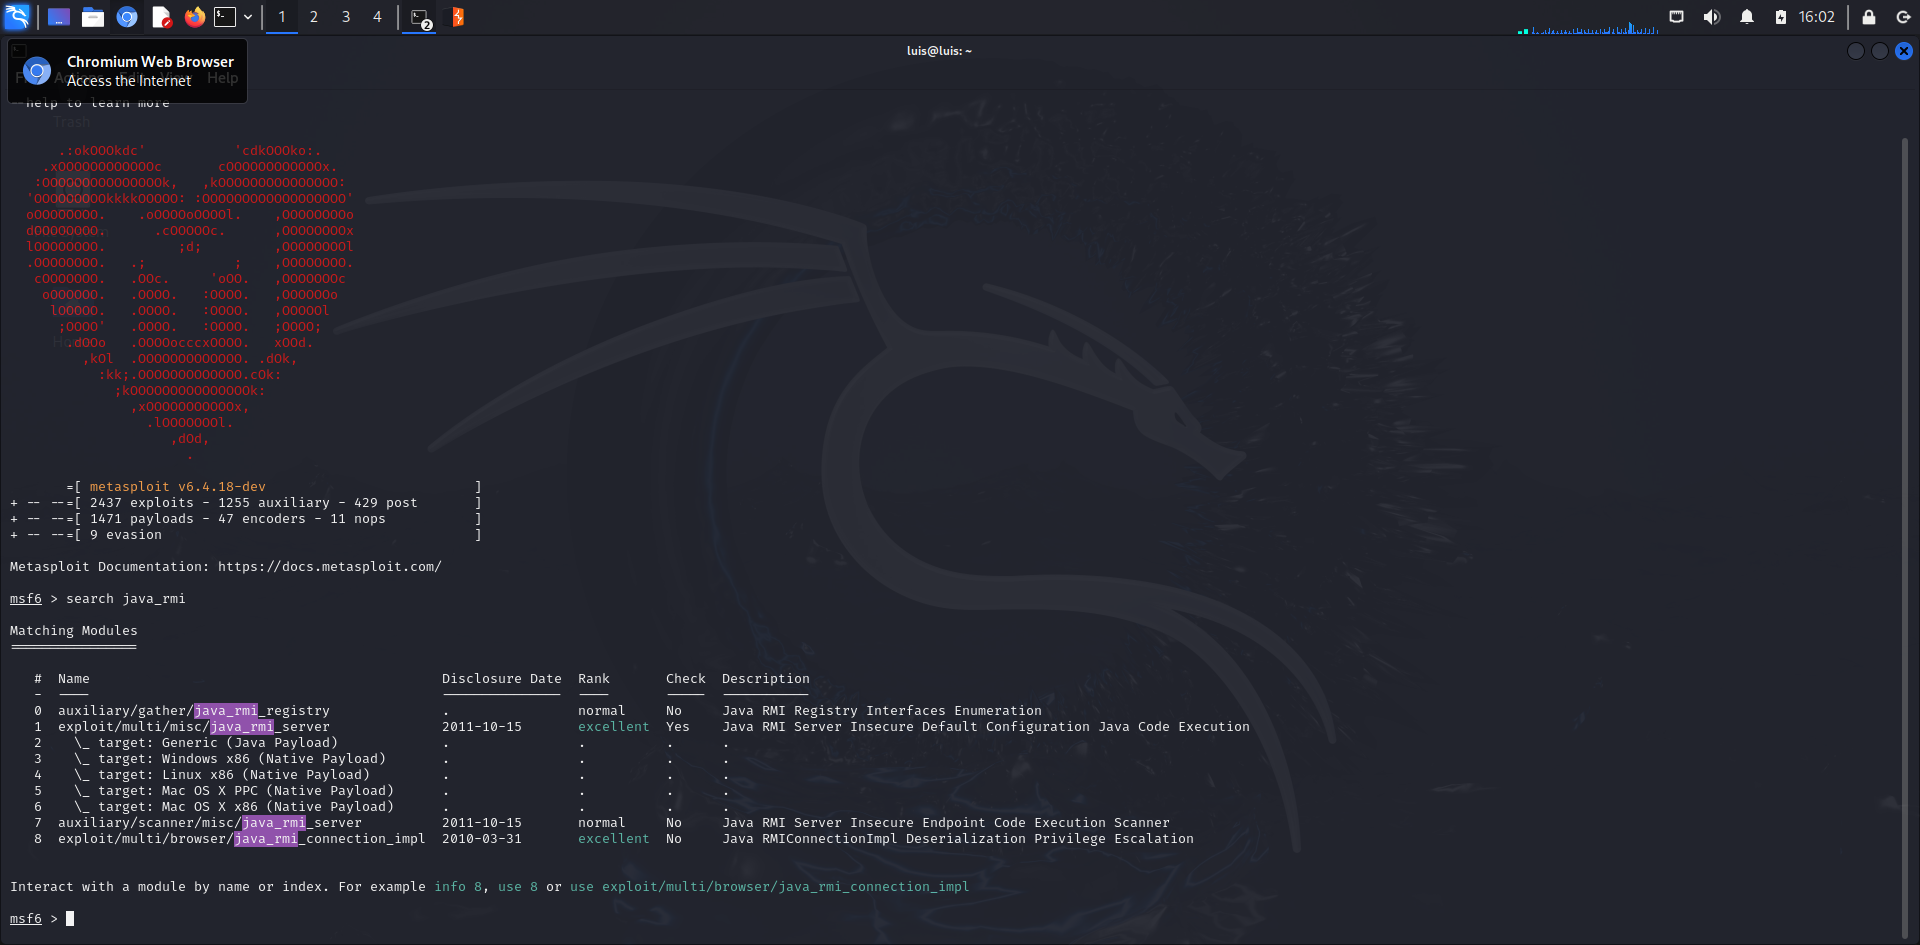 1 2 3 4 2 16:02
luis@luis: ~
Chromium Web Browser
Access the Internet
File Actions Edit View Help
--help to learn more
Trash
Home
.:okOOOkdc'           'cdkOOOko:.
.xOOOOOOOOOOOOc       cOOOOOOOOOOOOx.
:OOOOOOOOOOOOOOOk,   ,kOOOOOOOOOOOOOOO:
'OOOOOOOOOkkkkOOOOO: :OOOOOOOOOOOOOOOOOO'
oOOOOOOOO.    .oOOOOoOOOOl.    ,OOOOOOOOo
dOOOOOOOO.      .cOOOOOc.      ,OOOOOOOOx
lOOOOOOOO.         ;d;         ,OOOOOOOOl
.OOOOOOOO.   .;           ;    ,OOOOOOOO.
cOOOOOOO.   .OOc.     'oOO.   ,OOOOOOOc
oOOOOOO.   .OOOO.   :OOOO.   ,OOOOOOo
lOOOOO.   .OOOO.   :OOOO.   ,OOOOOl
;OOOO'   .OOOO.   :OOOO.   ;OOOO;
.dOOo   .OOOOocccxOOOO.   xOOd.
,kOl  .OOOOOOOOOOOOO. .dOk,
:kk;.OOOOOOOOOOOOO.cOk:
;kOOOOOOOOOOOOOOOk:
,xOOOOOOOOOOOx,
.lOOOOOOOl.
,dOd,
.
=[ metasploit v6.4.18-dev                          ]
+ -- --=[ 2437 exploits - 1255 auxiliary - 429 post       ]
+ -- --=[ 1471 payloads - 47 encoders - 11 nops           ]
+ -- --=[ 9 evasion                                       ]
Metasploit Documentation: https://docs.metasploit.com/
msf6 > search java_rmi
Matching Modules
================
#  Name                                            Disclosure Date  Rank       Check  Description
-  ----                                            ---------------  ----       -----  -----------
0  auxiliary/gather/java_rmi_registry              .                normal     No     Java RMI Registry Interfaces Enumeration
1  exploit/multi/misc/java_rmi_server              2011-10-15       excellent  Yes    Java RMI Server Insecure Default Configuration Java Code Execution
2    \_ target: Generic (Java Payload)             .                .          .      .
3    \_ target: Windows x86 (Native Payload)       .                .          .      .
4    \_ target: Linux x86 (Native Payload)         .                .          .      .
5    \_ target: Mac OS X PPC (Native Payload)      .                .          .      .
6    \_ target: Mac OS X x86 (Native Payload)      .                .          .      .
7  auxiliary/scanner/misc/java_rmi_server          2011-10-15       normal     No     Java RMI Server Insecure Endpoint Code Execution Scanner
8  exploit/multi/browser/java_rmi_connection_impl  2010-03-31       excellent  No     Java RMIConnectionImpl Deserialization Privilege Escalation
Interact with a module by name or index. For example info 8, use 8 or use exploit/multi/browser/java_rmi_connection_impl
msf6 >